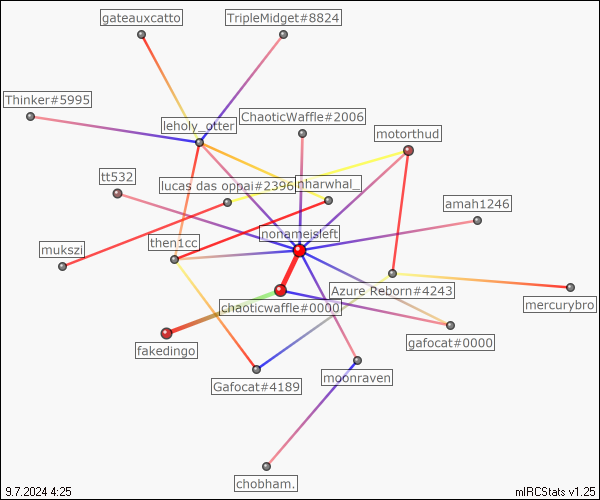 gateauxcatto
TripleMidget#8824
Thinker#5995
leholy_otter
ChaoticWaffle#2006
motorthud
tt532
lucas das oppai#2396
nharwhal_
amah1246
mukszi
then1cc
nonameisleft
Azure Reborn#4243
mercurybro
chaoticwaffle#0000
fakedingo
gafocat#0000
Gafocat#4189
moonraven
chobham.
9.7.2024 4:25
mIRCStats v1.25